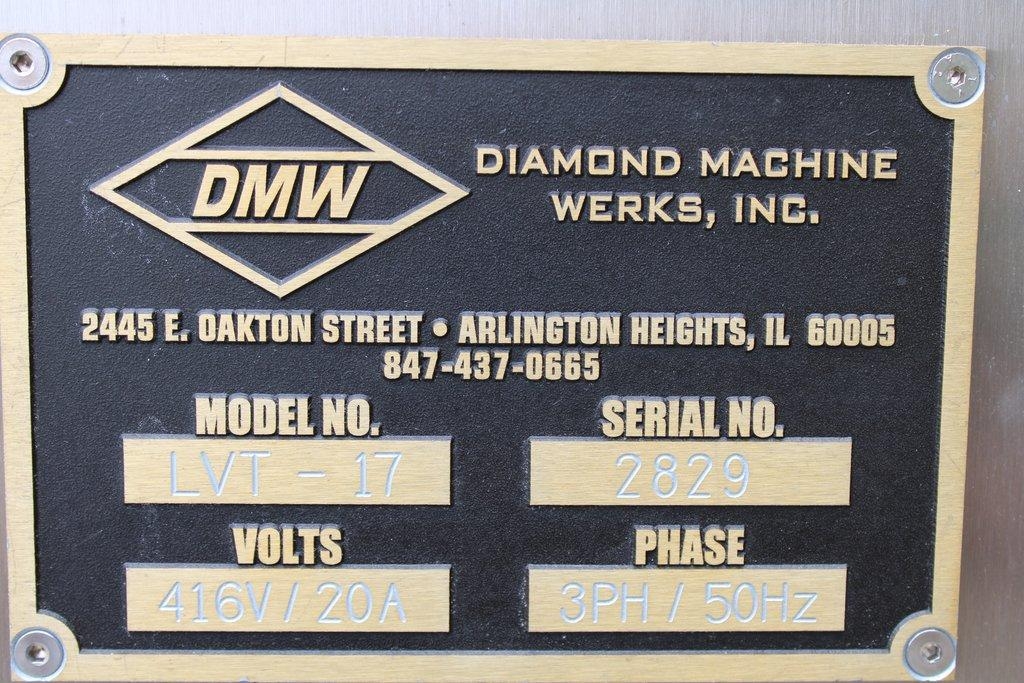 DMW
DIAMOND MACHINE
WERKS, INC.
2445 E. OAKTON STREET • ARLINGTON HEIGHTS, IL 60005
847-437-0665
MODEL NO. SERIAL NO.
LVT - 17 2829
VOLTS PHASE
416V / 20A 3PH / 50Hz